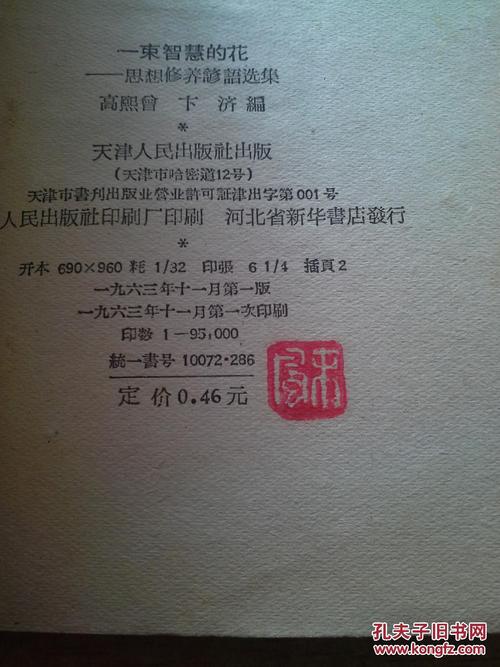 一束智慧的花
——思想修养諺語选集
高熙曾 卞 济編
*
天津人民出版社出版
(天津市哈密道12号)
天津市書刊出版业營业許可証津出字第001号
人民出版社印刷厂印刷 河北省新华書店發行
*
开本 690×960 粍 1/32 印張 6 1/4 插頁2
一九六三年十一月第一版
一九六三年十一月第一次印刷
印数 1—95,000
統一書号 10072·286
定价0.46元
孔夫子旧书网
www.kongfz.com